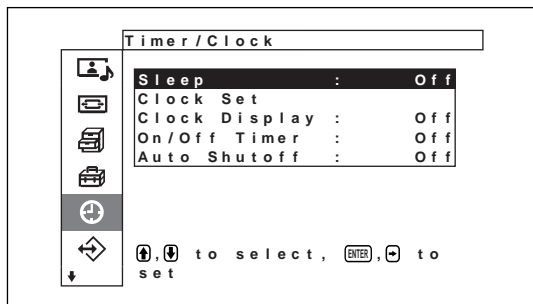 Timer/Clock
Sleep : Off
Clock Set
Clock Display : Off
On/Off Timer : Off
Auto Shutoff : Off
↑,↓ to select, ENTER,→ to
set